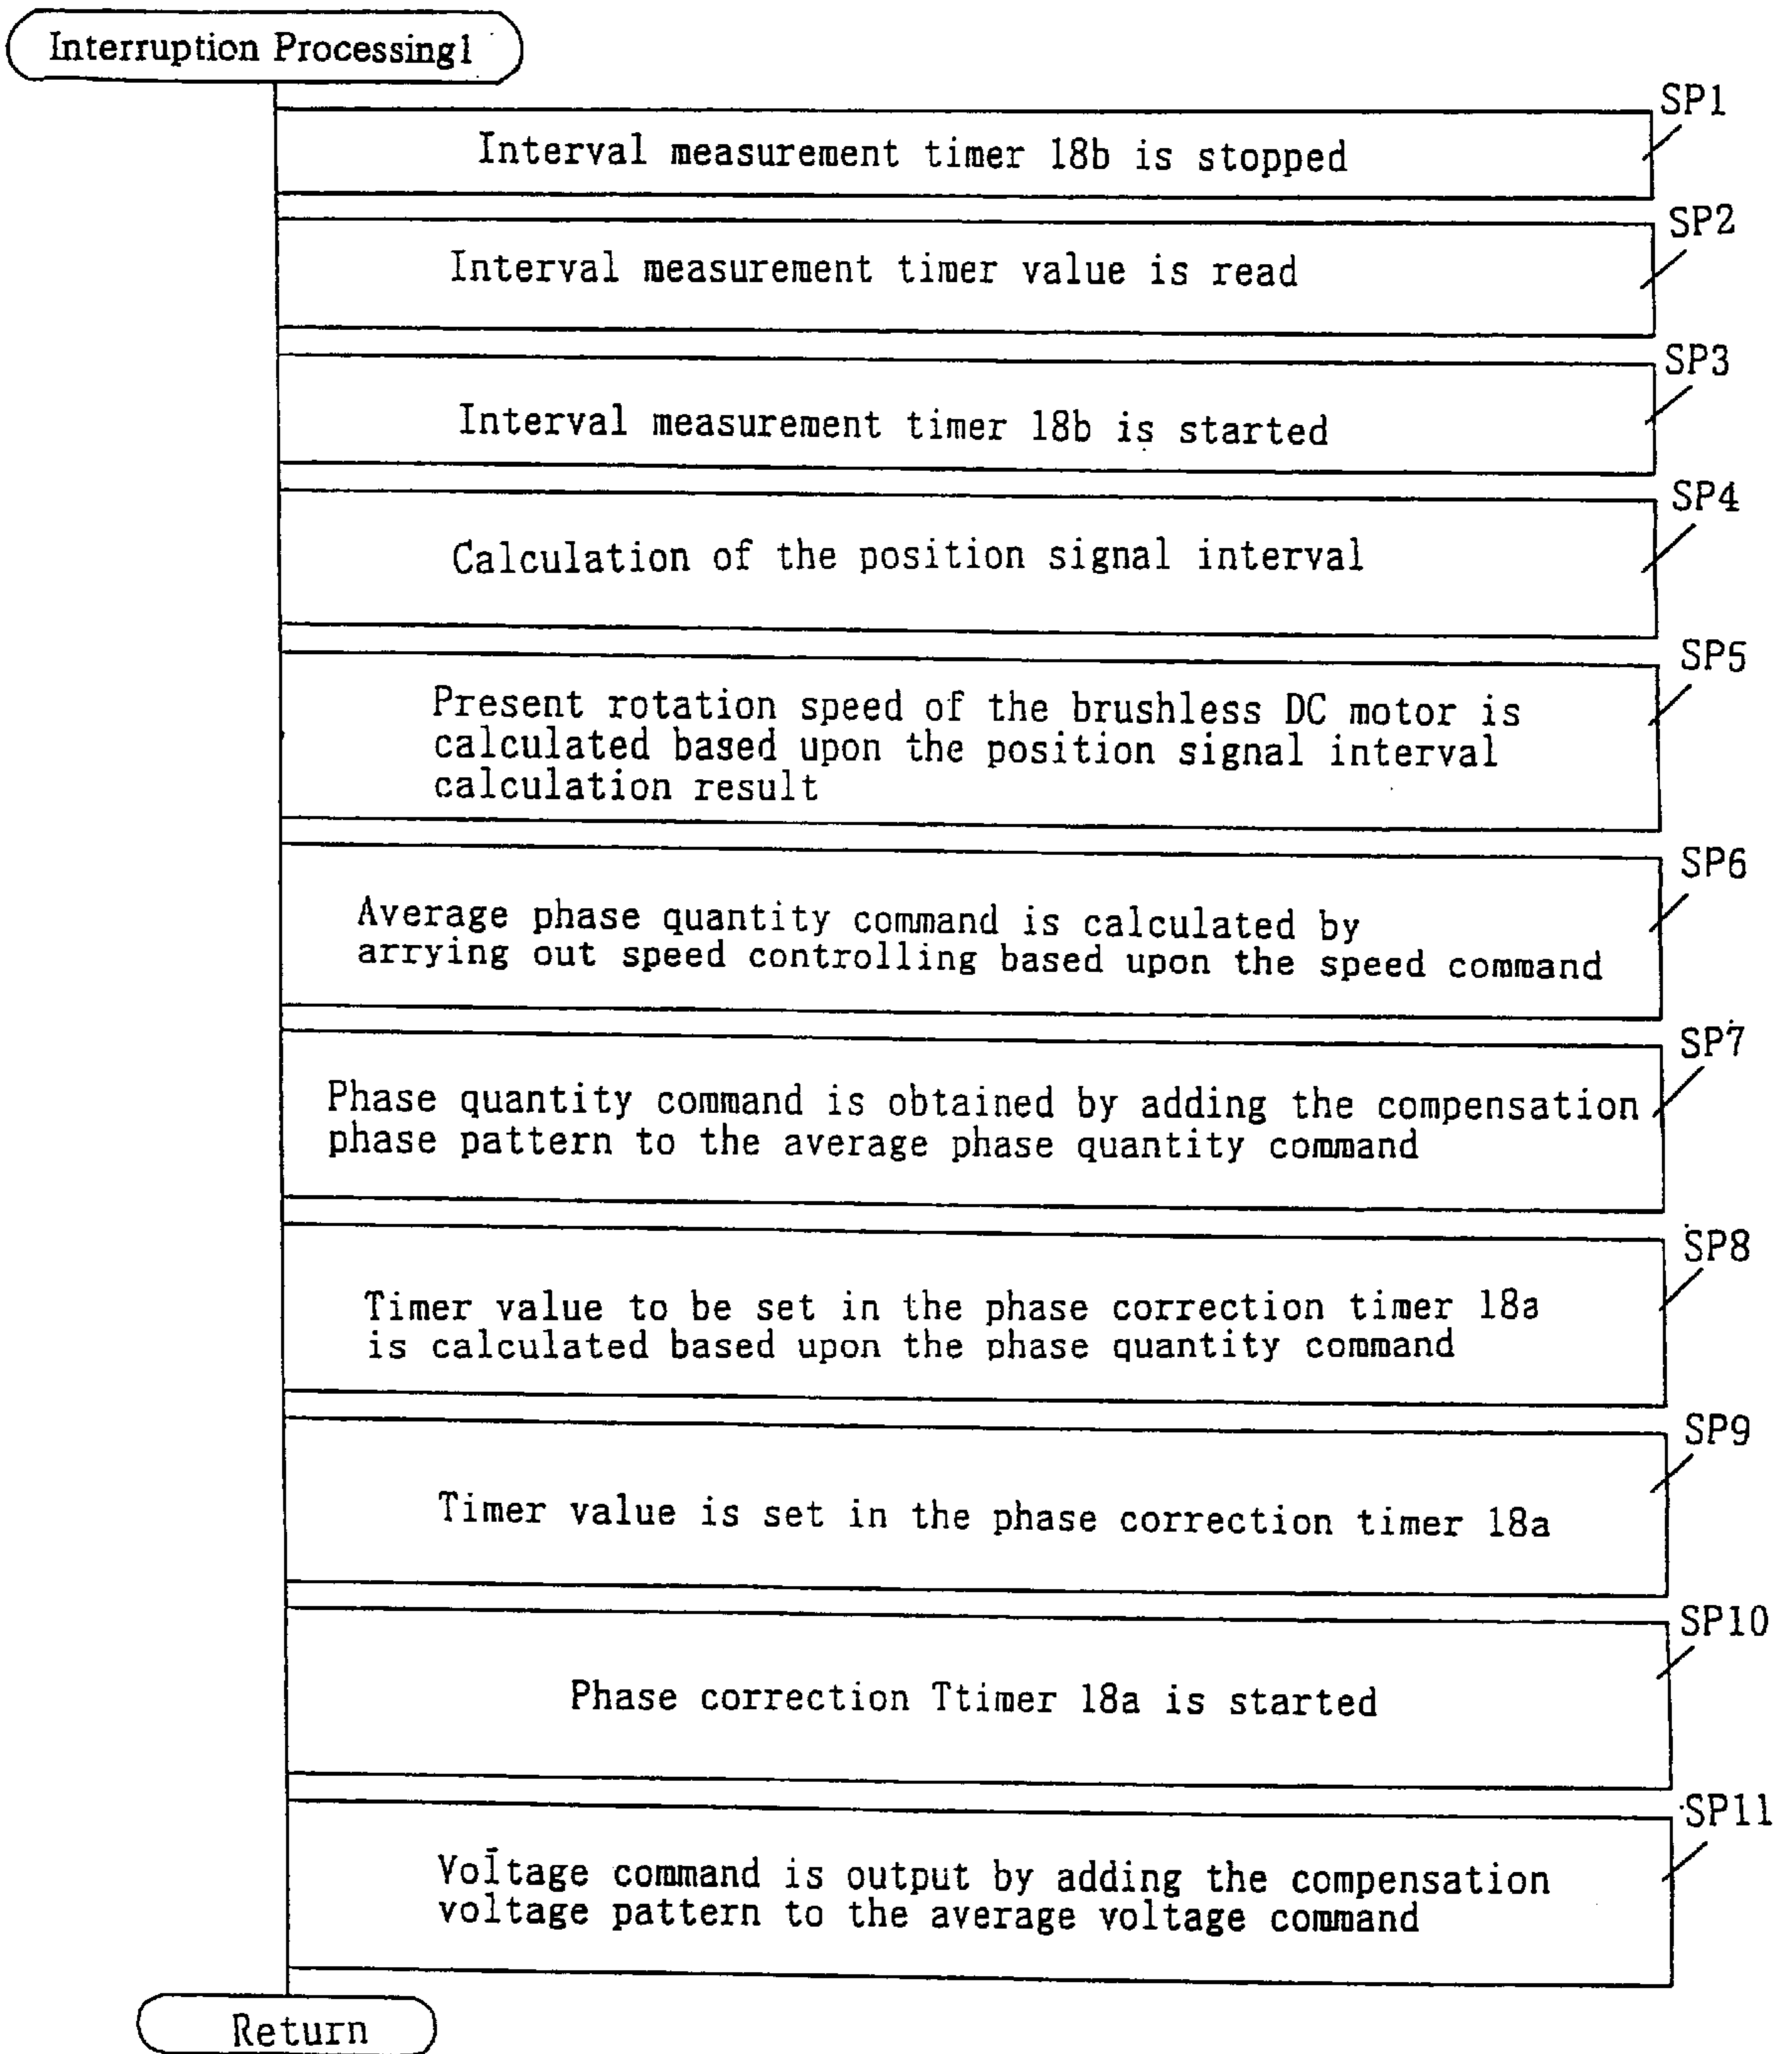 Interruption Processing1
SP1
Interval measurement timer 18b is stopped
SP2
Interval measurement timer value is read
SP3
Interval measurement timer 18b is started
SP4
Calculation of the position signal interval
SP5
Present rotation speed of the brushless DC motor is
calculated based upon the position signal interval
calculation result
SP6
Average phase quantity command is calculated by
arrying out speed controlling based upon the speed command
SP7
Phase quantity command is obtained by adding the compensation
phase pattern to the average phase quantity command
SP8
Timer value to be set in the phase correction timer 18a
is calculated based upon the phase quantity command
SP9
Timer value is set in the phase correction timer 18a
SP10
Phase correction Ttimer 18a is started
SP11
Voltage command is output by adding the compensation
voltage pattern to the average voltage command
Return